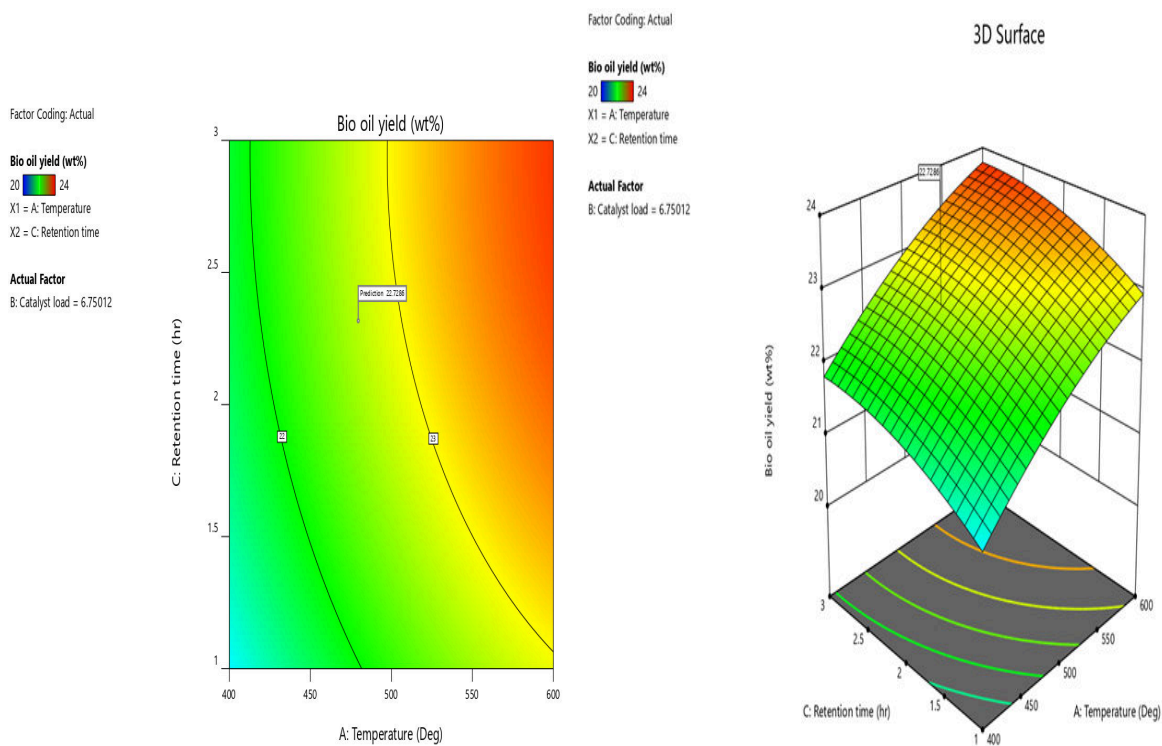 Factor Coding: Actual
Bio oil yield (wt%)
20 24
X1 = A: Temperature
X2 = C: Retention time
Actual Factor
B: Catalyst load = 6.75012
Bio oil yield (wt%)
3
2.5
2
1.5
1
C: Retention time (hr)
Prediction 22.7286
22
23
400 450 500 550 600
A: Temperature (Deg)
Factor Coding: Actual
Bio oil yield (wt%)
20 24
X1 = A: Temperature
X2 = C: Retention time
Actual Factor
B: Catalyst load = 6.75012
3D Surface
22.7286
24
23
22
21
20
Bio oil yield (wt%)
3
2.5
2
1.5
1
C: Retention time (hr)
400
450
500
550
600
A: Temperature (Deg)